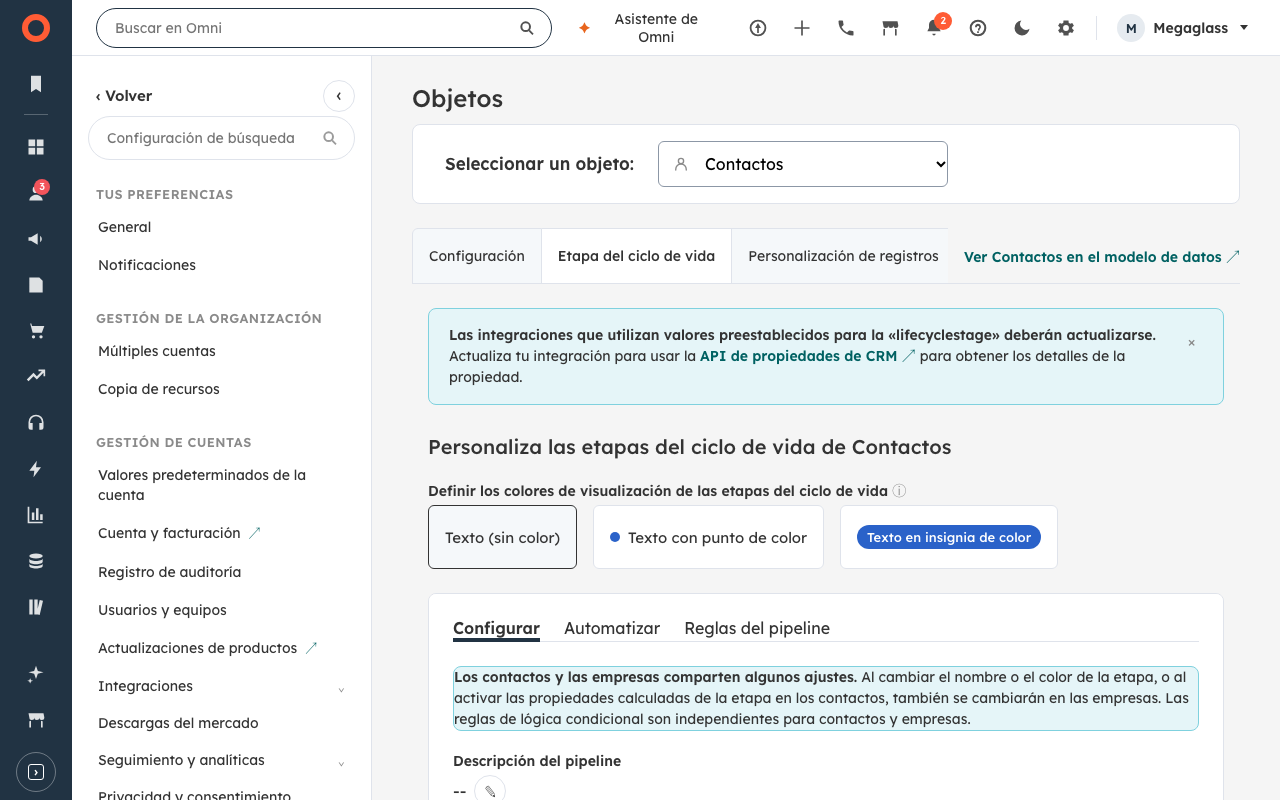 Buscar en Omni
Asistente de
Omni
2
M
Megaglass
3
‹ Volver
‹
Configuración de búsqueda
TUS PREFERENCIAS
General
Notificaciones
GESTIÓN DE LA ORGANIZACIÓN
Múltiples cuentas
Copia de recursos
GESTIÓN DE CUENTAS
Valores predeterminados de la
cuenta
Cuenta y facturación
Registro de auditoría
Usuarios y equipos
Actualizaciones de productos
Integraciones
Descargas del mercado
Seguimiento y analíticas
Privacidad y consentimiento
Objetos
Seleccionar un objeto:
Contactos
Configuración
Etapa del ciclo de vida
Personalización de registros
Ver Contactos en el modelo de datos
Las integraciones que utilizan valores preestablecidos para la «lifecyclestage» deberán actualizarse.
Actualiza tu integración para usar la API de propiedades de CRM para obtener los detalles de la
propiedad.
×
Personaliza las etapas del ciclo de vida de Contactos
Definir los colores de visualización de las etapas del ciclo de vida ⓘ
Texto (sin color)
Texto con punto de color
Texto en insignia de color
Configurar
Automatizar
Reglas del pipeline
Los contactos y las empresas comparten algunos ajustes. Al cambiar el nombre o el color de la etapa, o al
activar las propiedades calculadas de la etapa en los contactos, también se cambiarán en las empresas. Las
reglas de lógica condicional son independientes para contactos y empresas.
Descripción del pipeline
--